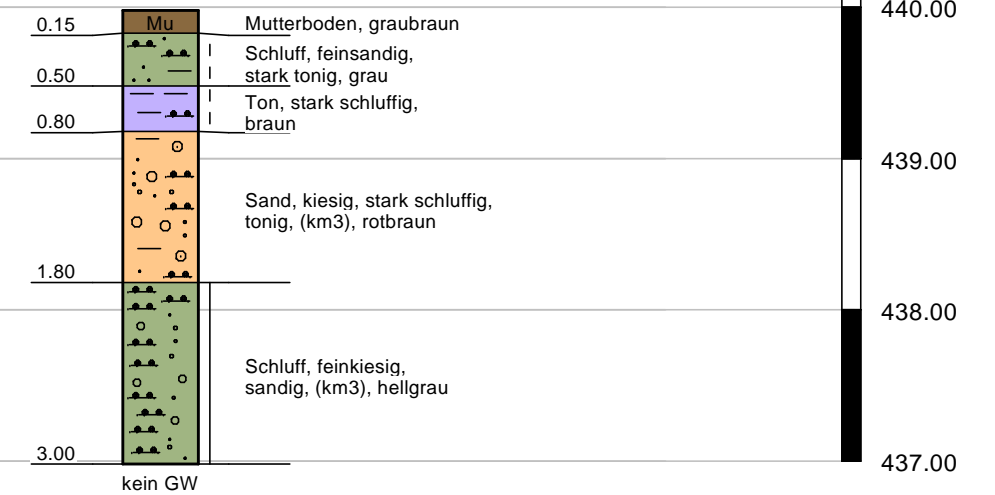 440.00
0.15 Mu Mutterboden, graubraun
Schluff, feinsandig,
0.50 stark tonig, grau
Ton, stark schluffig,
0.80 braun
439.00
Sand, kiesig, stark schluffig,
tonig, (km3), rotbraun
1.80
438.00
Schluff, feinkiesig,
sandig, (km3), hellgrau
3.00
437.00
kein GW